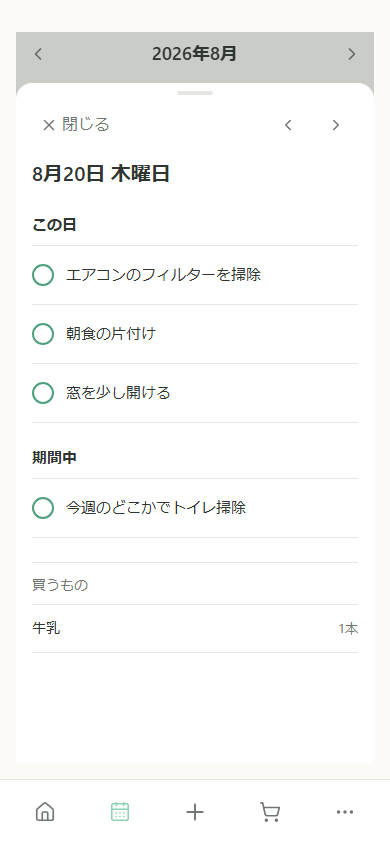 2026年8月
閉じる
8月20日 木曜日
この日
エアコンのフィルターを掃除
朝食の片付け
窓を少し開ける
期間中
今週のどこかでトイレ掃除
買うもの
牛乳 1本